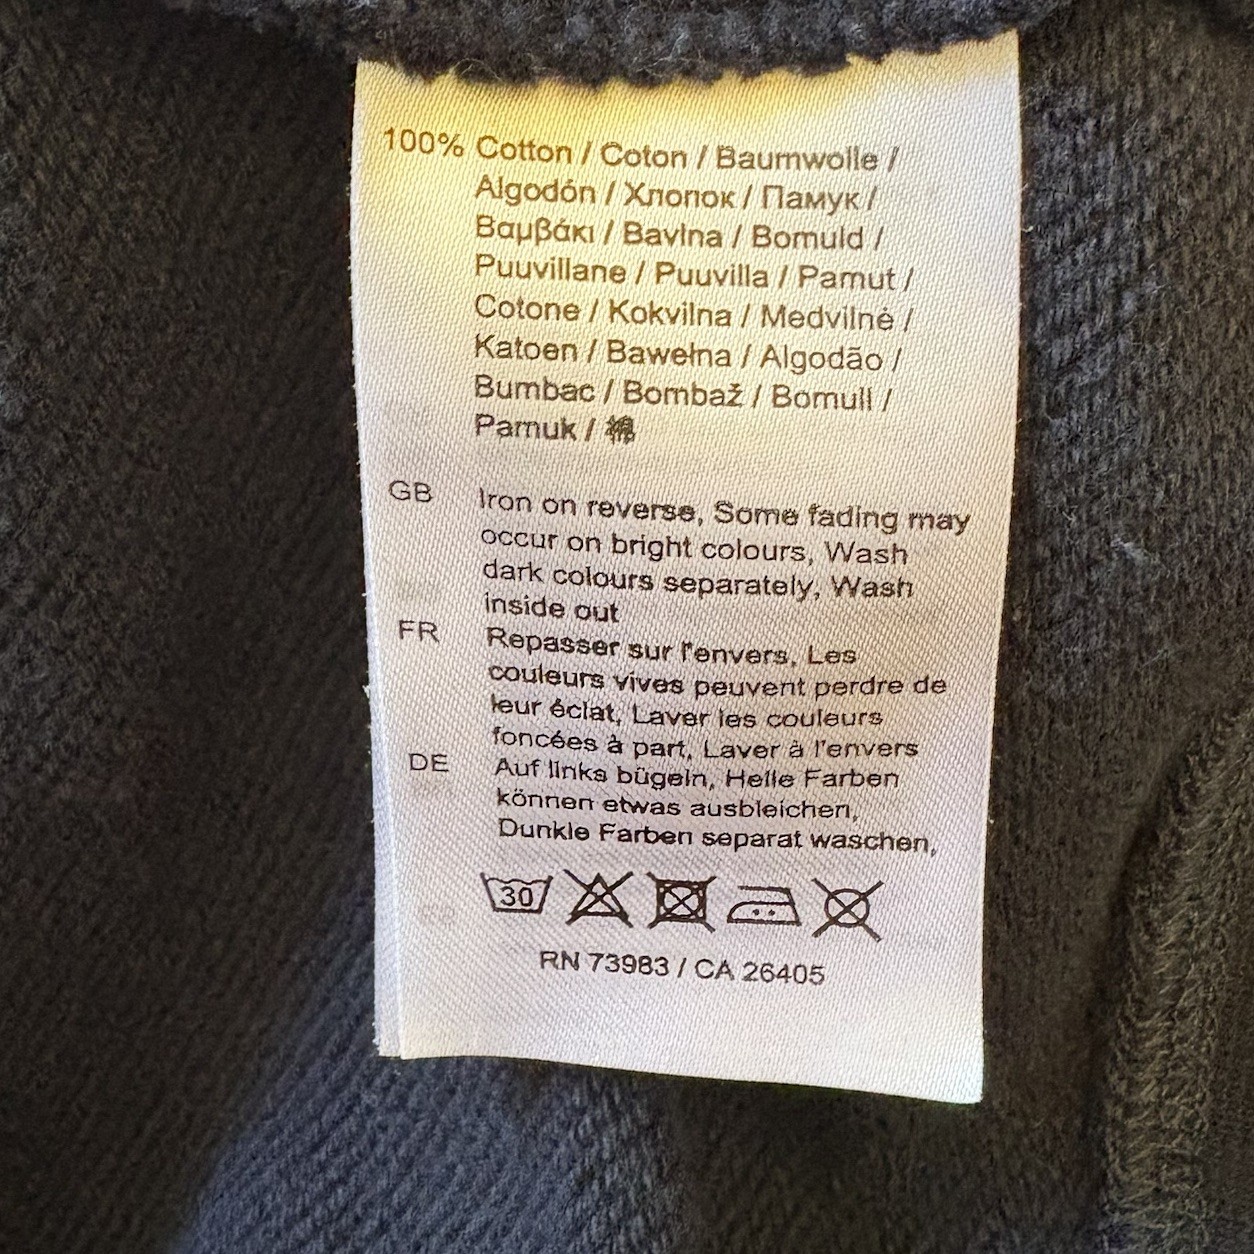 100% Cotton / Coton / Baumwolle /
Algodón / Хлопок / Памук /
Βαμβάκι / Bavlna / Bomuld /
Puuvillane / Puuvilla / Pamut /
Cotone / Kokvilna / Medvilnė /
Katoen / Bawełna / Algodão /
Bumbac / Bombaž / Bomull /
Pamuk / 棉
GB Iron on reverse, Some fading may
occur on bright colours, Wash
dark colours separately, Wash
inside out
FR Repasser sur l'envers, Les
couleurs vives peuvent perdre de
leur éclat, Laver les couleurs
foncées à part, Laver à l'envers
DE Auf links bügeln, Helle Farben
können etwas ausbleichen,
Dunkle Farben separat waschen,
30
RN 73983 / CA 26405